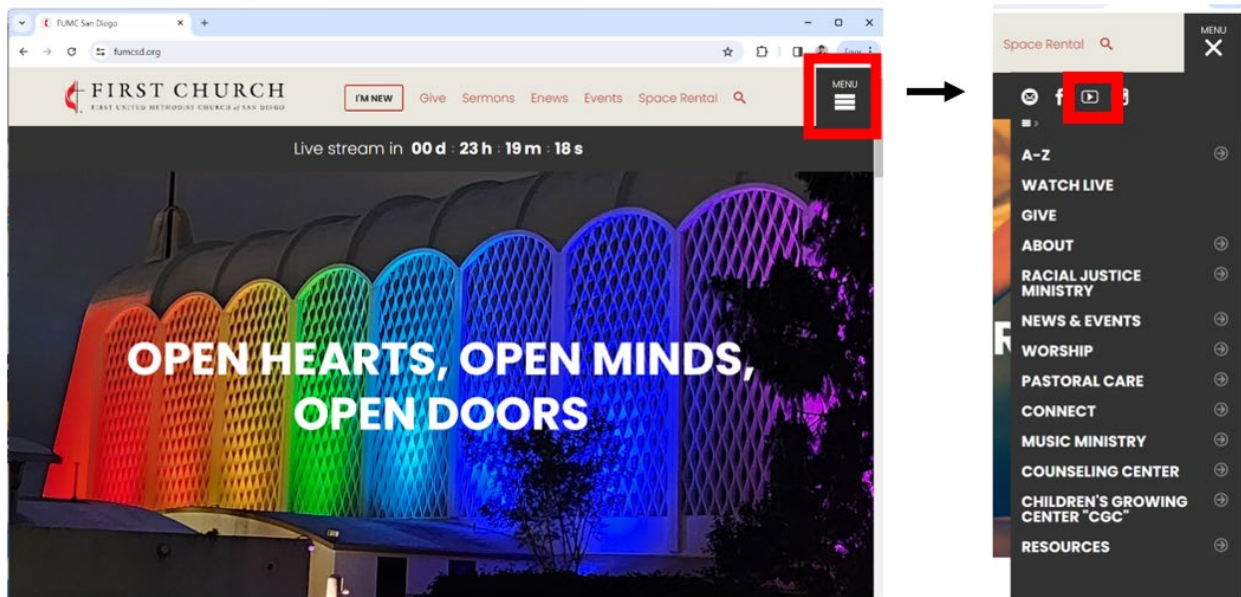 FUMC San Diego
fumcsd.org
FIRST CHURCH
FIRST UNITED METHODIST CHURCH of SAN DIEGO
I'M NEW Give Sermons Enews Events Space Rental
MENU
Live stream in 00 d : 23 h : 19 m : 18 s
OPEN HEARTS, OPEN MINDS,
OPEN DOORS
Space Rental
MENU
A-Z
WATCH LIVE
GIVE
ABOUT
RACIAL JUSTICE
MINISTRY
NEWS & EVENTS
WORSHIP
PASTORAL CARE
CONNECT
MUSIC MINISTRY
COUNSELING CENTER
CHILDREN'S GROWING
CENTER "CGC"
RESOURCES